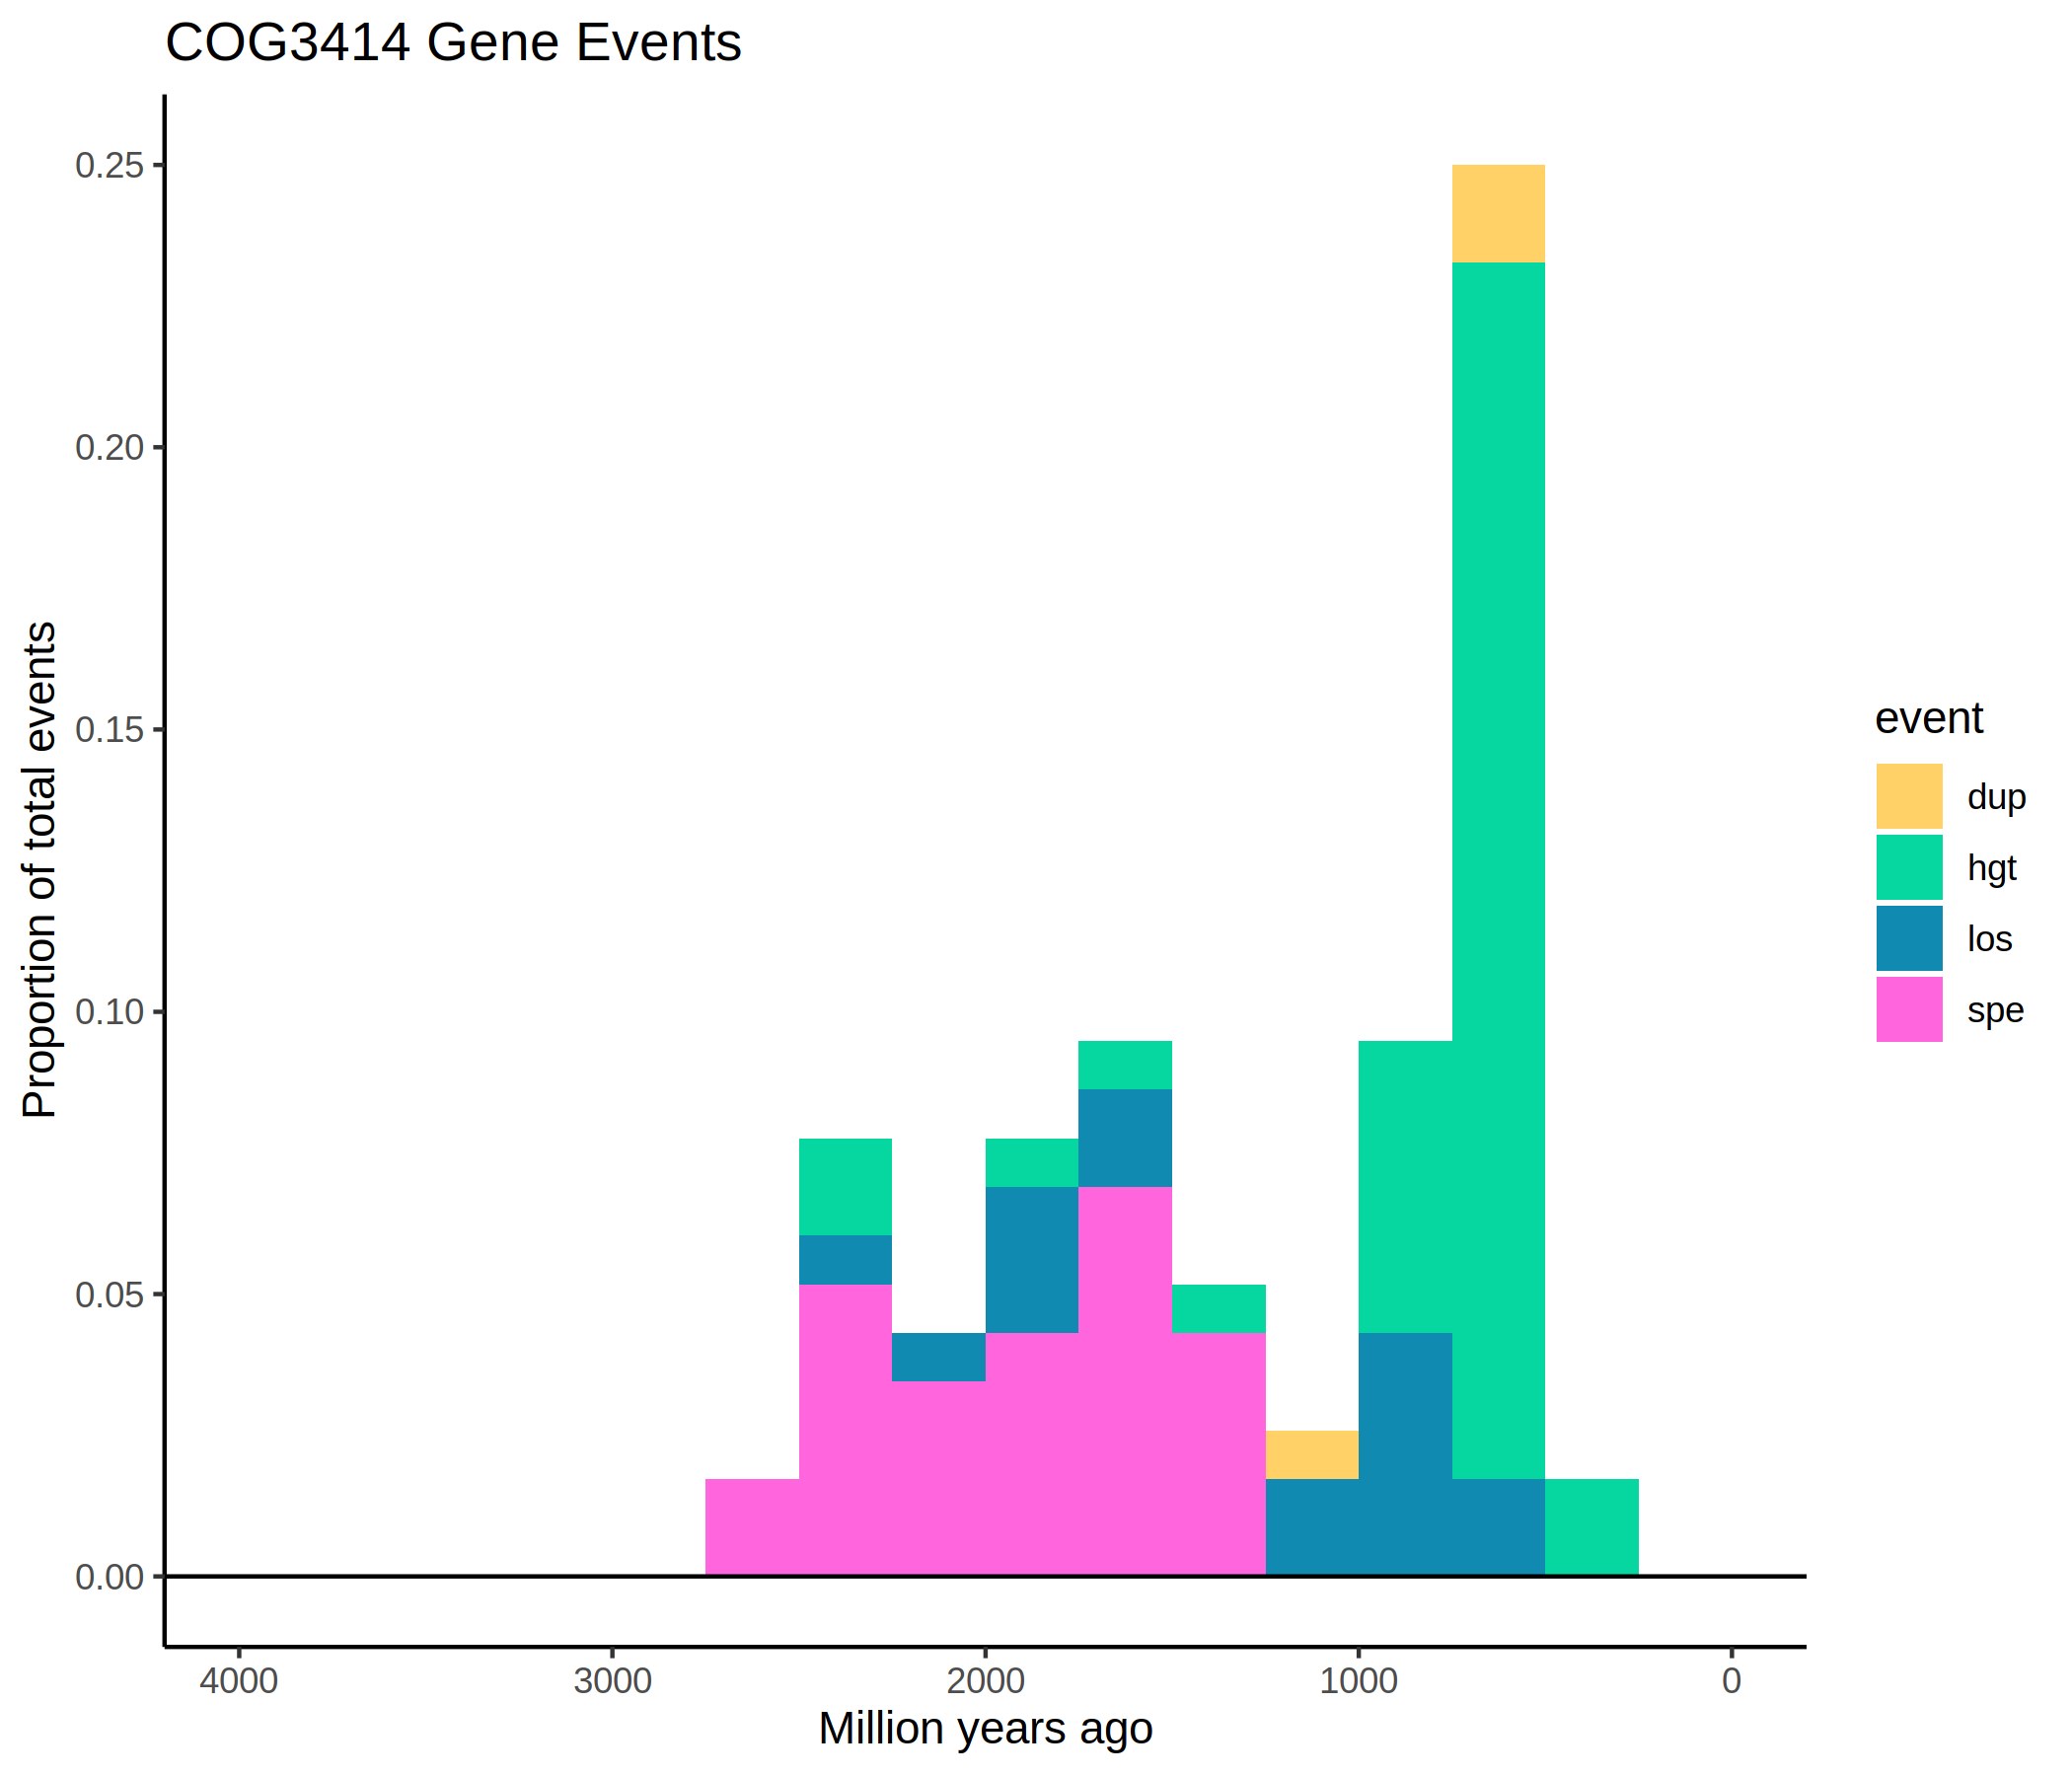 COG3414 Gene Events
Proportion of total events
0.25
0.20
0.15
0.10
0.05
0.00
4000 3000 2000 1000 0
Million years ago
event
dup
hgt
los
spe